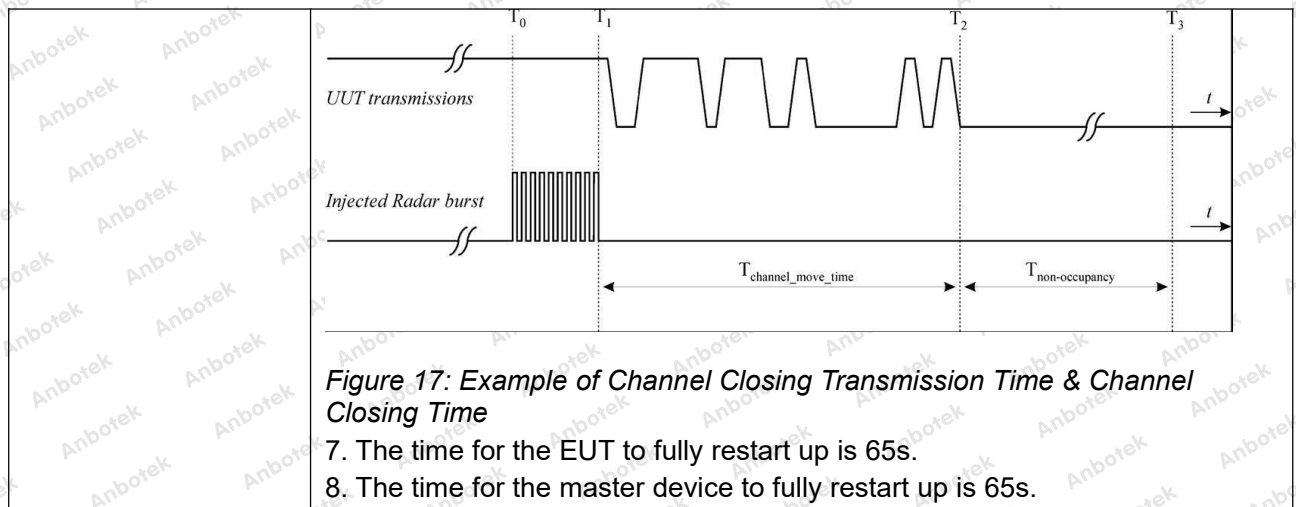 T0 T1 T2 T3
UUT transmissions
t
Injected Radar burst
t
Tchannel_move_time Tnon-occupancy
Figure 17: Example of Channel Closing Transmission Time & Channel
Closing Time
7. The time for the EUT to fully restart up is 65s.
8. The time for the master device to fully restart up is 65s.
Anbotek